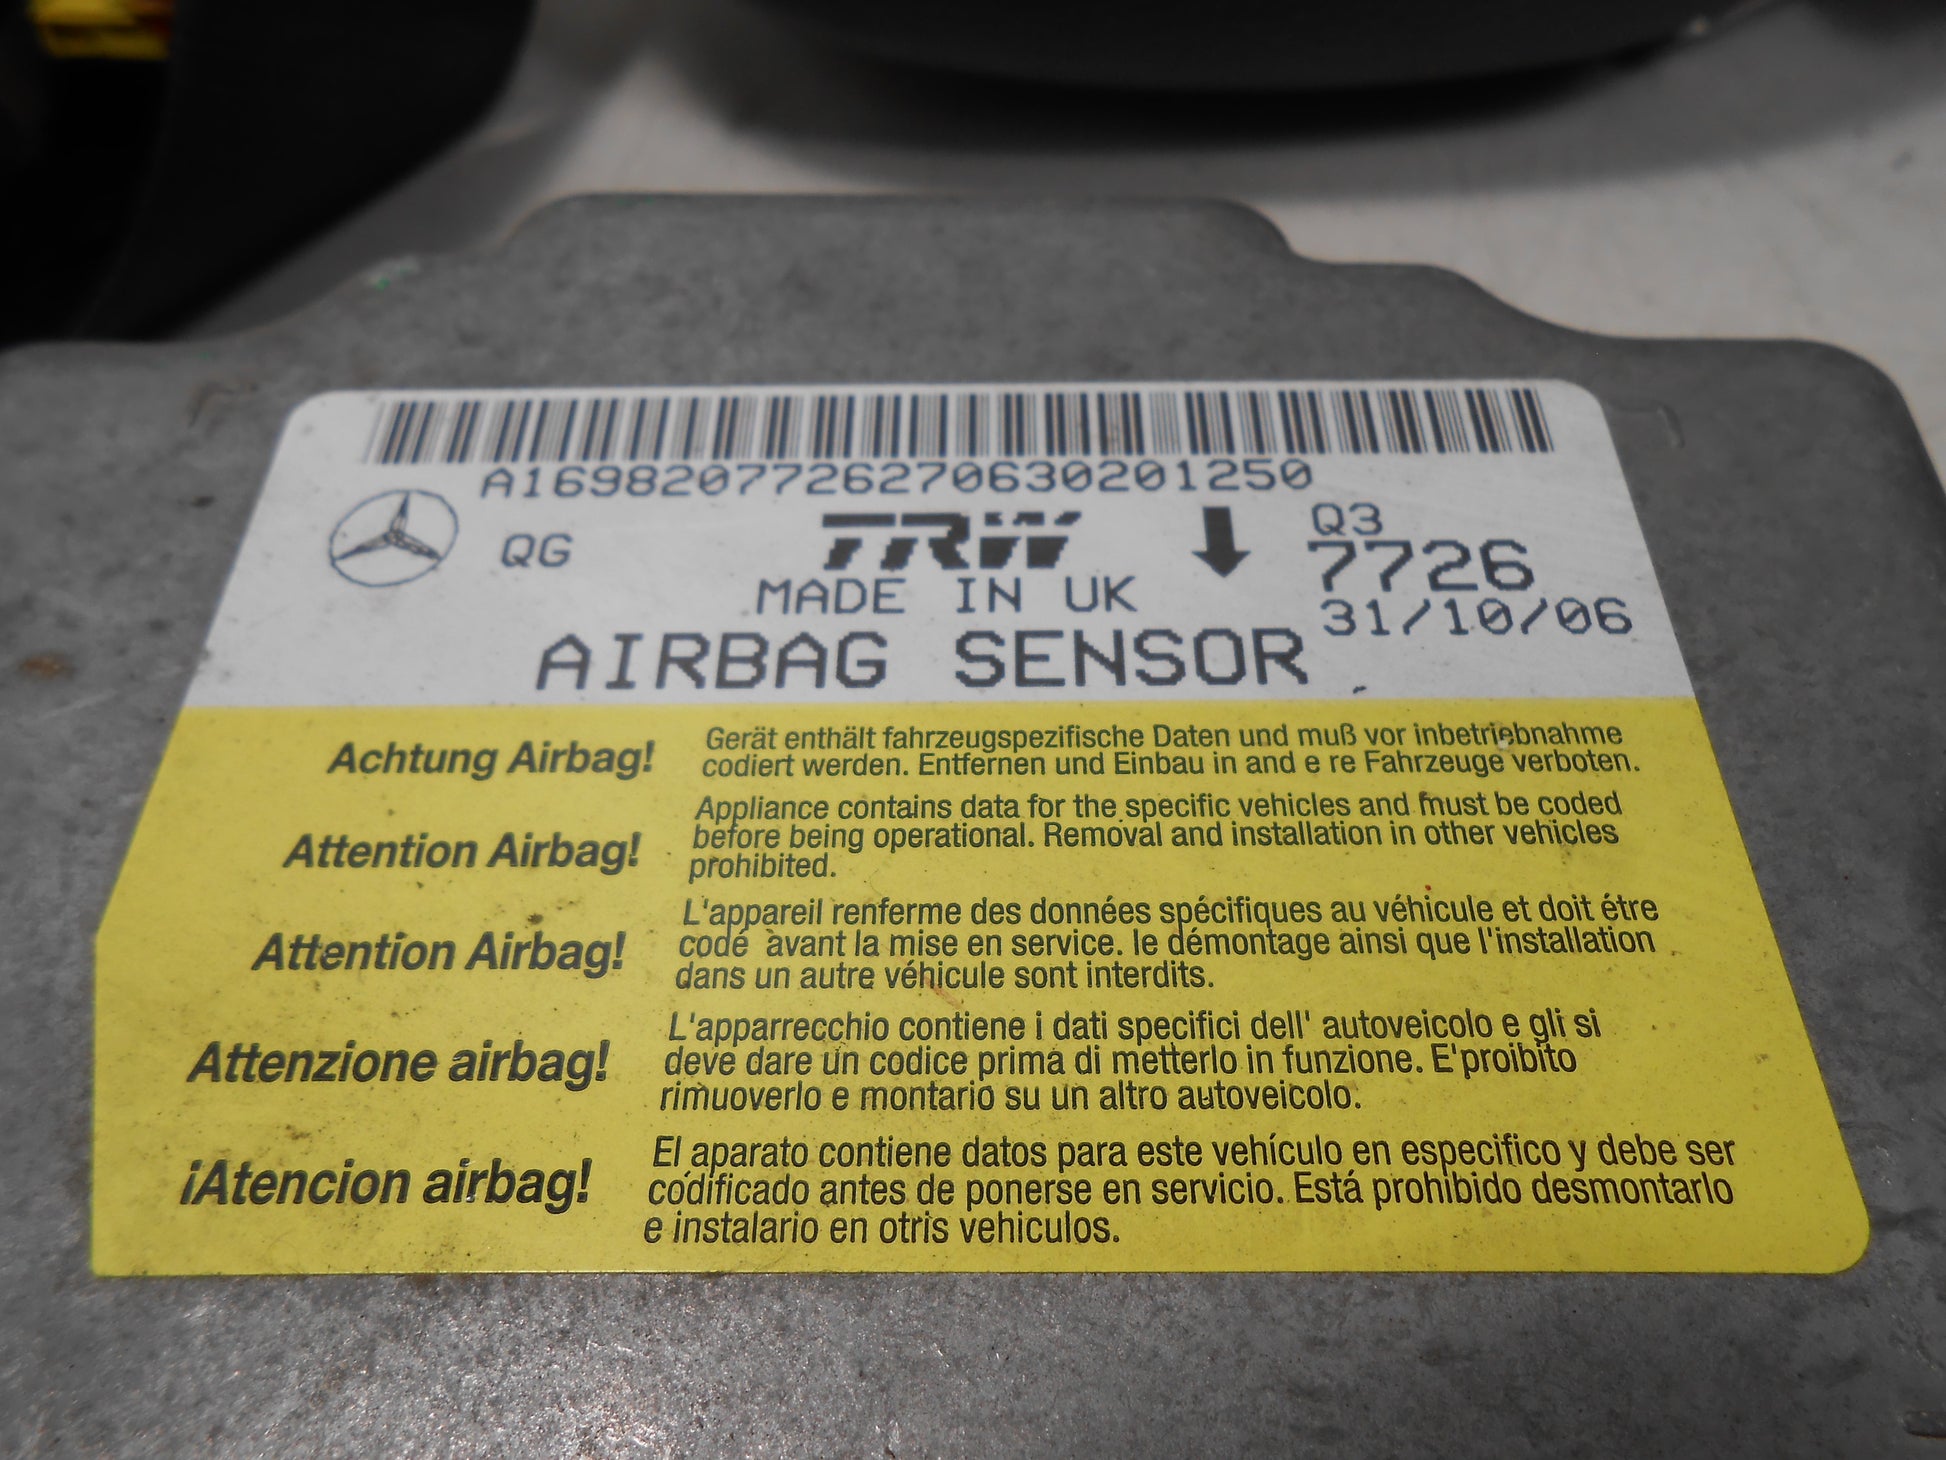 A16982077262706302​01250
QG
TRW
Q3
7726
MADE IN UK
31/10/06
AIRBAG SENSOR
Achtung Airbag!
Gerät enthält fahrzeugspezifische Daten und muß vor inbetriebnahme
codiert werden. Entfernen und Einbau in and e re Fahrzeuge verboten.
Attention Airbag!
Appliance contains data for the specific vehicles and must be coded
before being operational. Removal and installation in other vehicles
prohibited.
Attention Airbag!
L'appareil renferme des données spécifiques au véhicule et doit étre
codé avant la mise en service. le démontage ainsi que l'installation
dans un autre véhicule sont interdits.
Attenzione airbag!
L'apparrecchio contiene i dati specifici dell' autoveicolo e gli si
deve dare un codice prima di metterlo in funzione. E'proibito
rimuoverlo e montario su un altro autoveicolo.
¡Atencion airbag!
El aparato contiene datos para este vehículo en especifico y debe ser
codificado antes de ponerse en servicio. Está prohibido desmontarlo
e instalario en otris vehiculos.